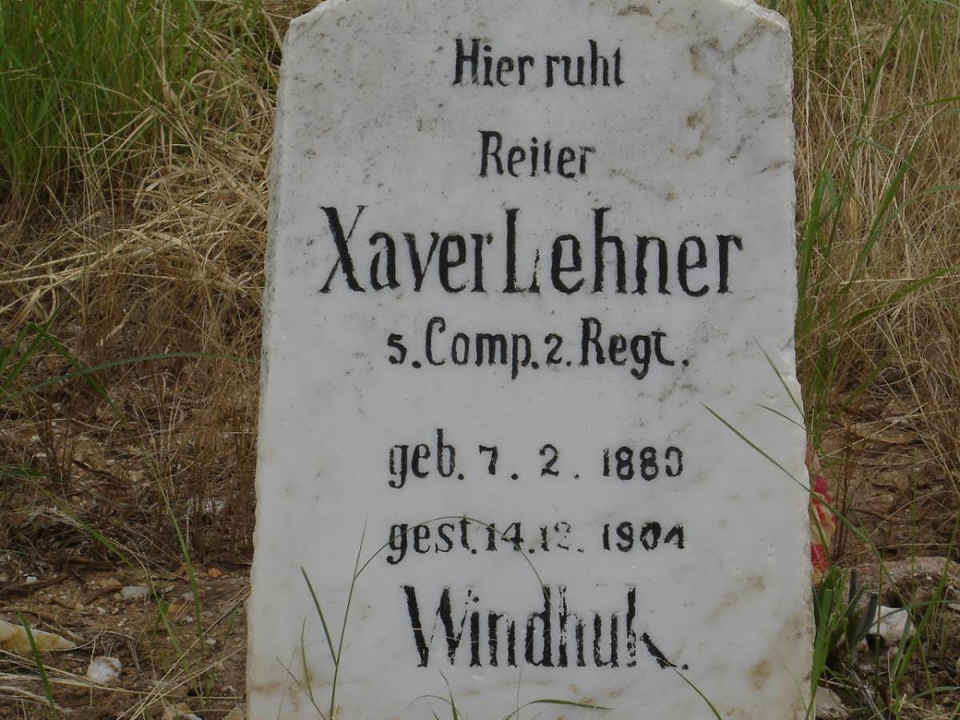 Hier ruht
Reiter
Xaver Lehner
5. Comp. 2. Regt.
geb. 7. 2. 1880
gest. 14. 12. 1904
Windhuk.